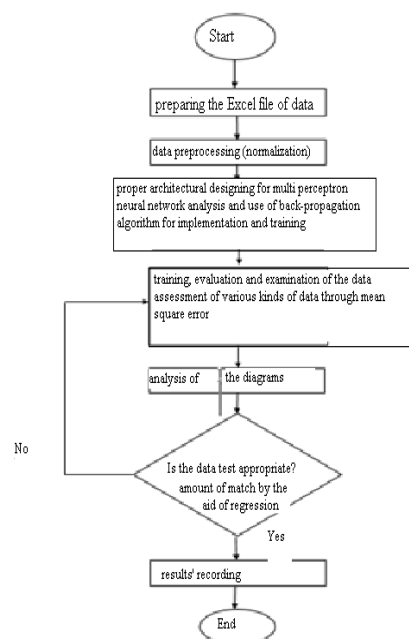 Start
preparing the Excel file of data
data preprocessing (normalization)
proper architectural designing for multi perceptron
neural network analysis and use of back-propagation
algorithm for implementation and training
training, evaluation and examination of the data
assessment of various kinds of data through mean
square error
analysis of the diagrams
No
Is the data test appropriate?
amount of match by the
aid of regression
Yes
results' recording
End